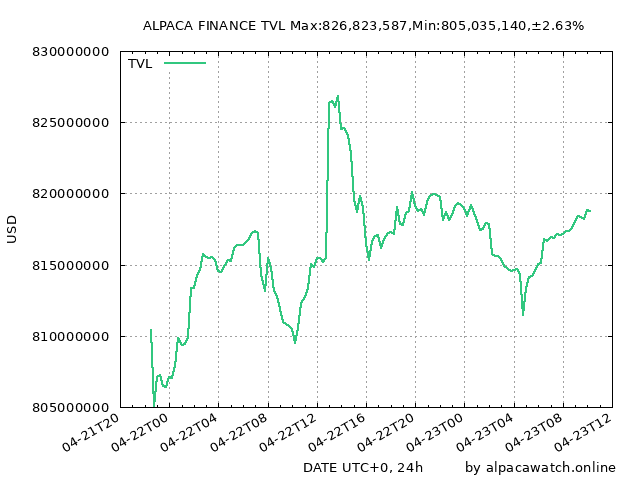 ALPACA FINANCE TVL Max:826,823,587,Min:805,035,140,±2.63%
830000000
TVL
825000000
820000000
USD
815000000
810000000
805000000
04-21T20
04-22T00
04-22T04
04-22T08
04-22T12
04-22T16
04-22T20
04-23T00
04-23T04
04-23T08
04-23T12
DATE UTC+0, 24h
by alpacawatch.online